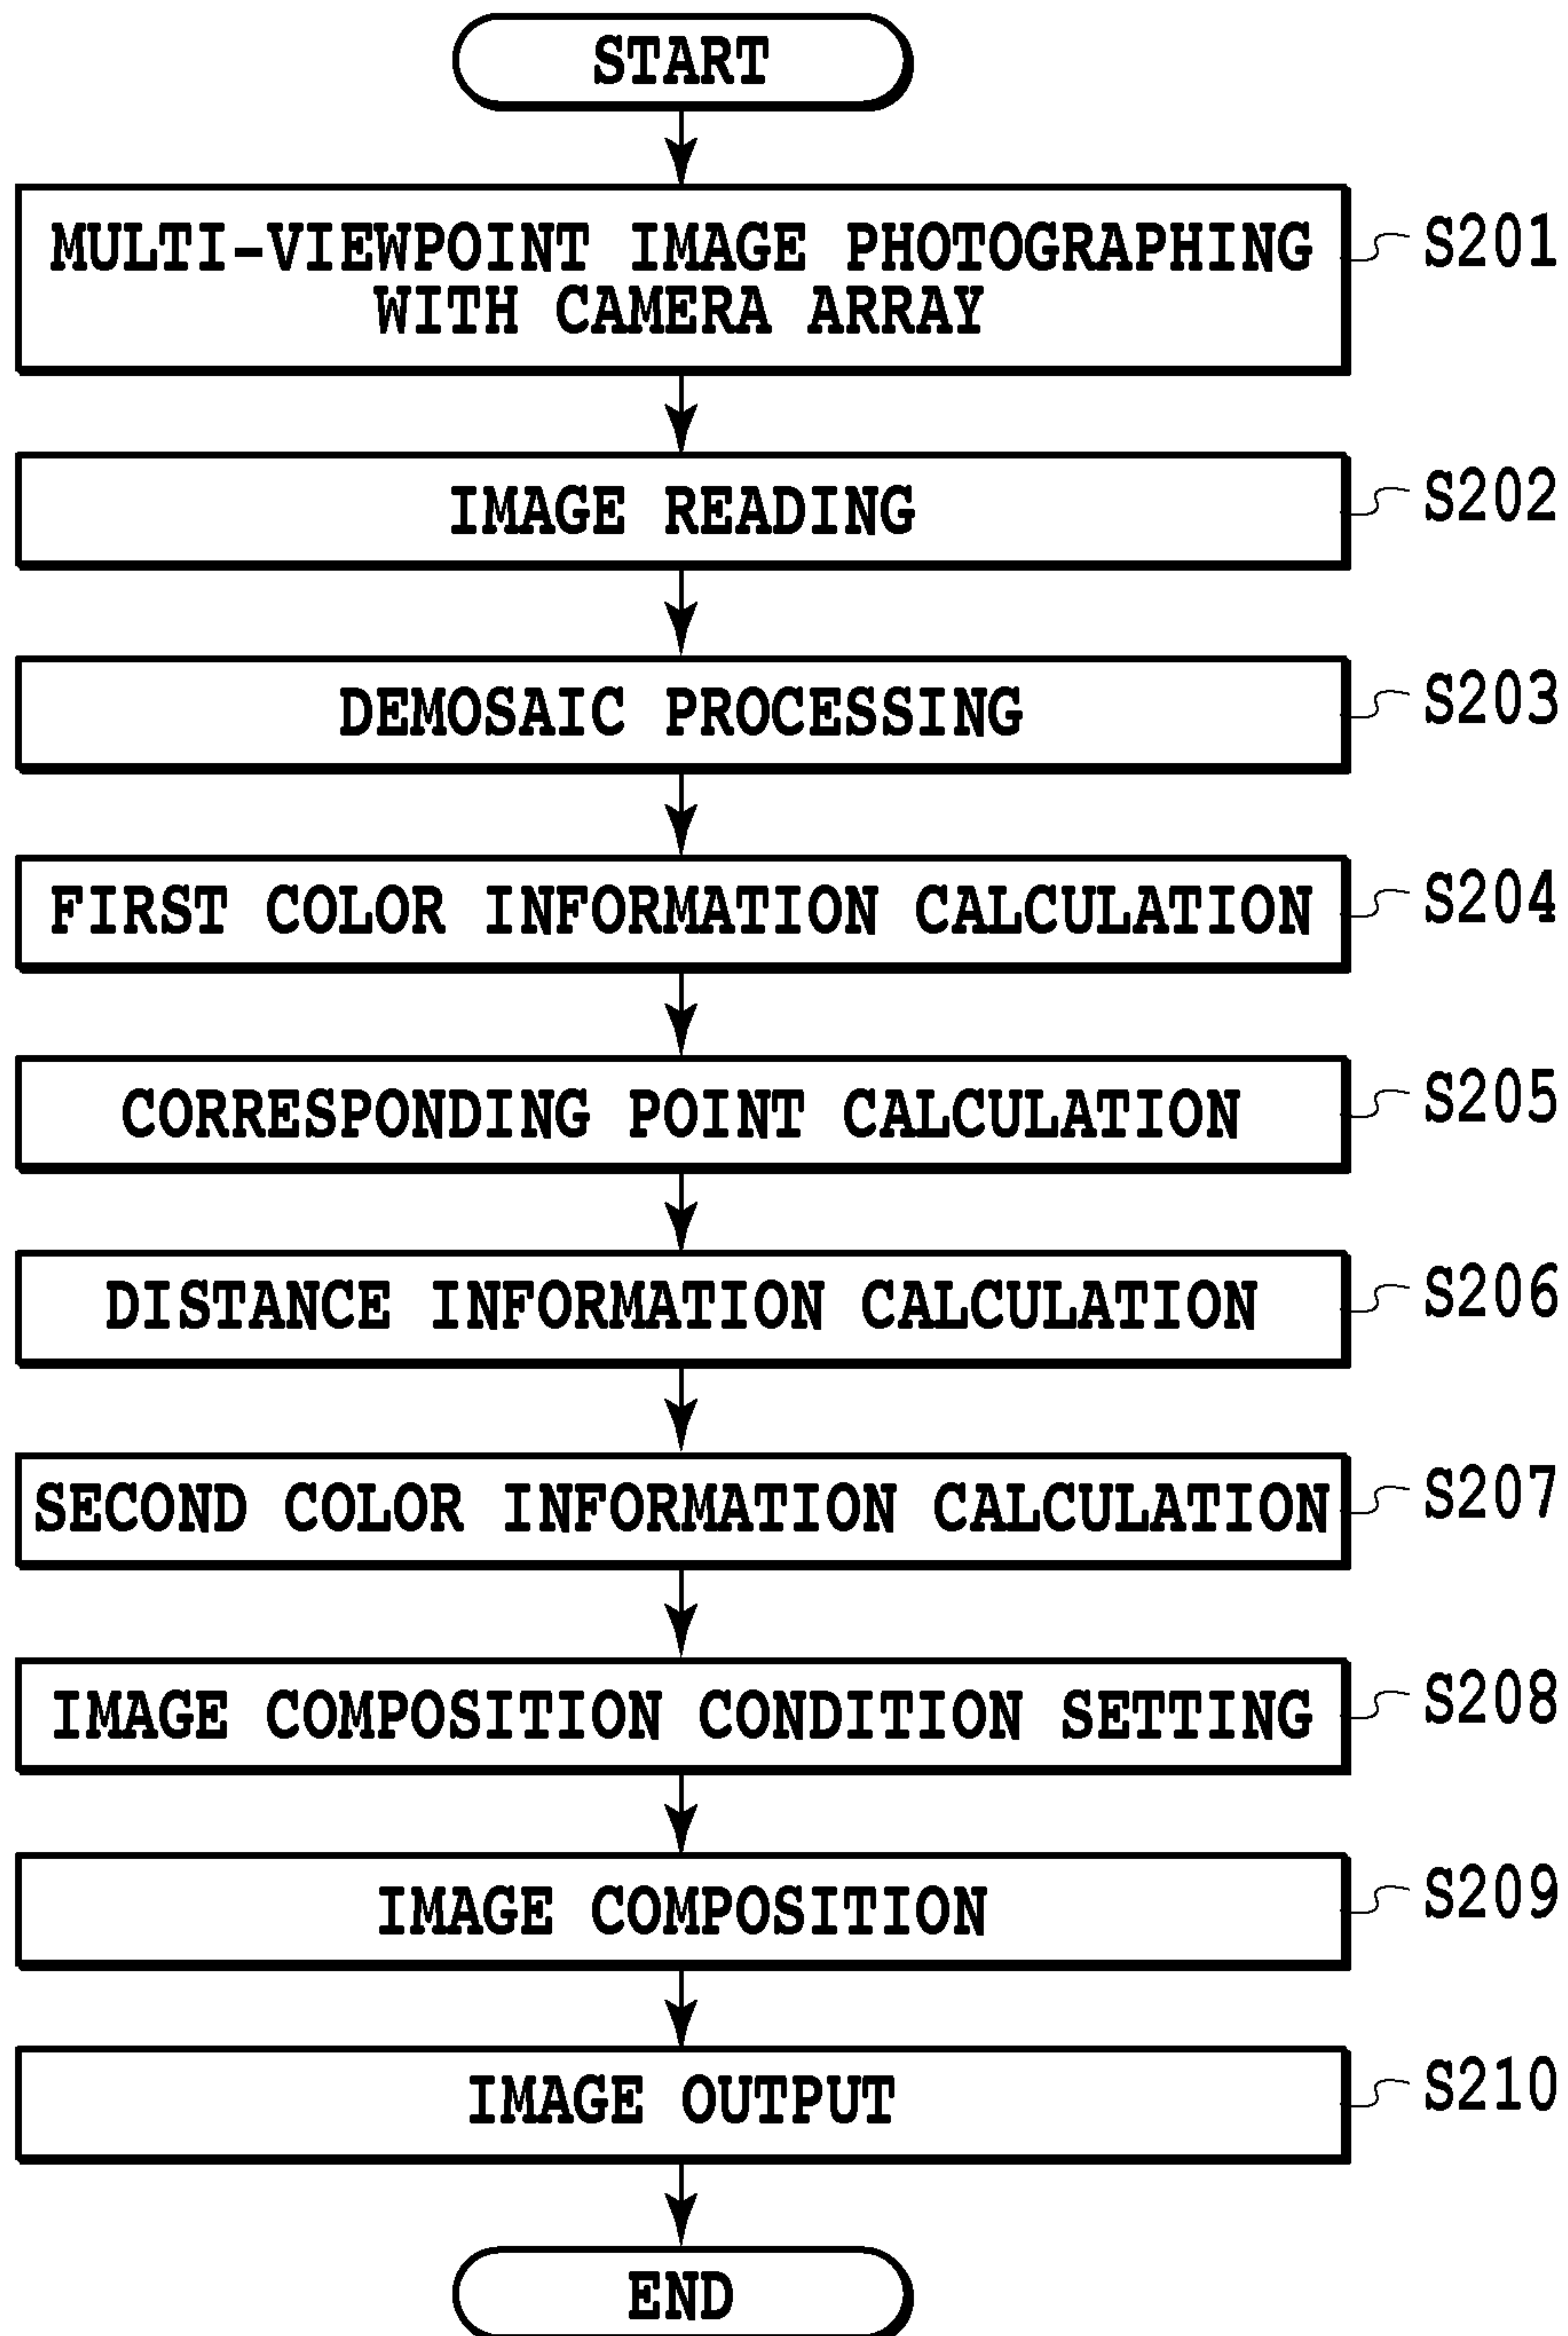 START
MULTI-VIEWPOINT IMAGE PHOTOGRAPHING
WITH CAMERA ARRAY
S201
IMAGE READING
S202
DEMOSAIC PROCESSING
S203
FIRST COLOR INFORMATION CALCULATION
S204
CORRESPONDING POINT CALCULATION
S205
DISTANCE INFORMATION CALCULATION
S206
SECOND COLOR INFORMATION CALCULATION
S207
IMAGE COMPOSITION CONDITION SETTING
S208
IMAGE COMPOSITION
S209
IMAGE OUTPUT
S210
END